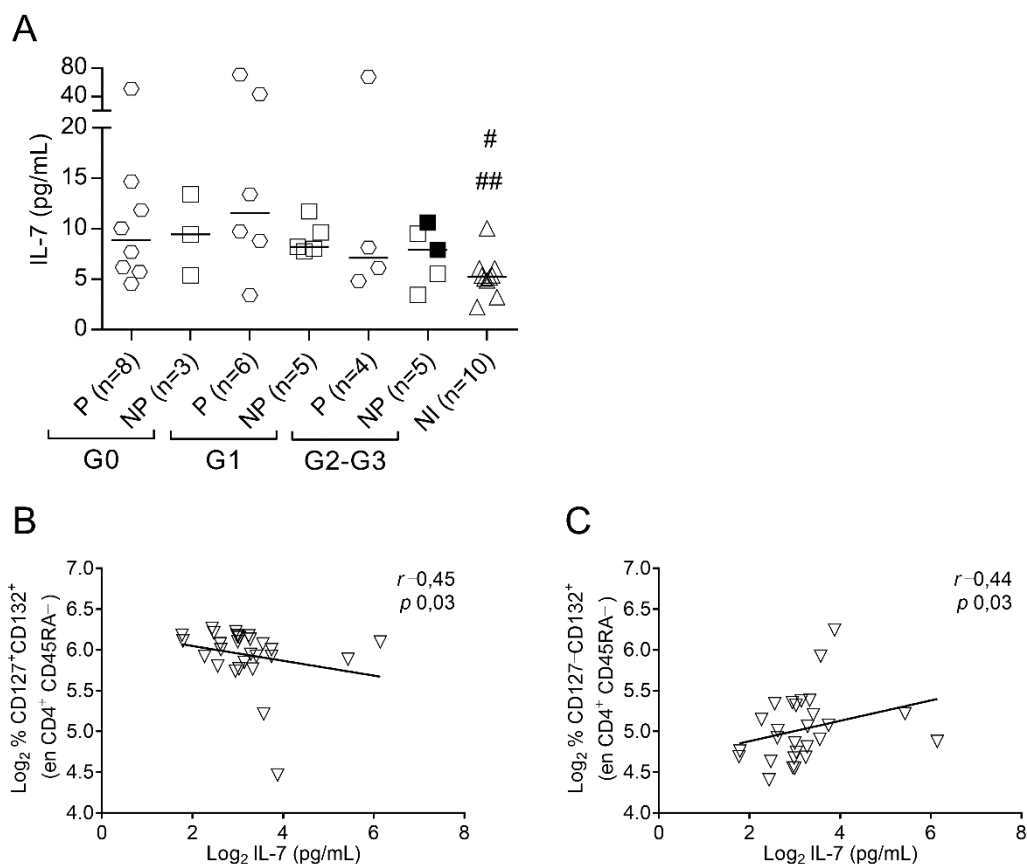 A
80
40
20
15
10
5
0
IL-7 (pg/mL)
#
##
P (n=8)
NP (n=3)
P (n=6)
NP (n=5)
P (n=4)
NP (n=5)
NI (n=10)
G0
G1
G2-G3
B
7.0
6.5
6.0
5.5
5.0
4.5
4.0
Log₂ % CD127⁺CD132⁺
(en CD4⁺ CD45RA⁻)
r −0,45
p 0,03
0 2 4 6 8
Log₂ IL-7 (pg/mL)
C
7.0
6.5
6.0
5.5
5.0
4.5
4.0
Log₂ % CD127⁻CD132⁺
(en CD4⁺ CD45RA⁻)
r −0,44
p 0,03
0 2 4 6 8
Log₂ IL-7 (pg/mL)